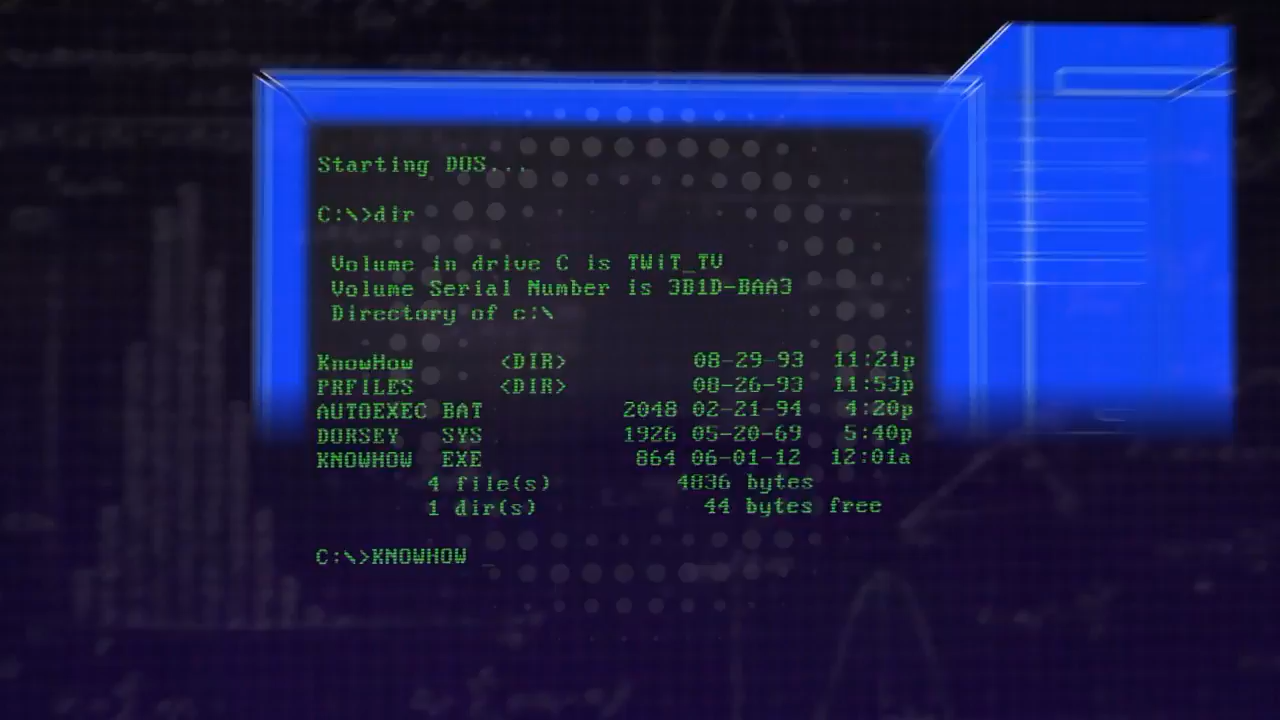 Starting DOS...
C:\>dir
Volume in drive C is TWiT_TV
Volume Serial Number is 3B1D-BAA3
Directory of c:\
KnowHow <DIR> 08-29-93 11:21p
PRFILES <DIR> 08-26-93 11:53p
AUTOEXEC BAT 2048 02-21-94 4:20p
DORSEY SYS 1926 05-20-69 5:40p
KNOWHOW EXE 864 06-01-12 12:01a
4 file(s) 4836 bytes
1 dir(s) 44 bytes free
C:\>KNOWHOW _